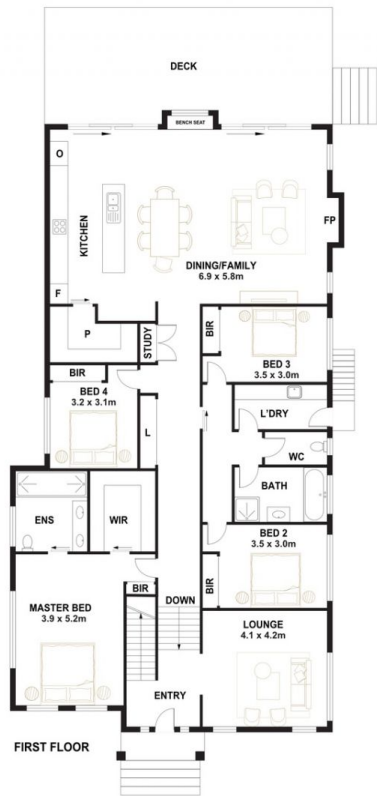 DECK
BENCH SEAT
O
KITCHEN
FP
DINING/FAMILY
6.9 x 5.8m
F
P
STUDY
BIR
BED 3
3.5 x 3.0m
BIR
BED 4
3.2 x 3.1m
L
L'DRY
WC
BATH
ENS
WIR
BED 2
3.5 x 3.0m
BIR
BIR
DOWN
MASTER BED
3.9 x 5.2m
LOUNGE
4.1 x 4.2m
ENTRY
FIRST FLOOR